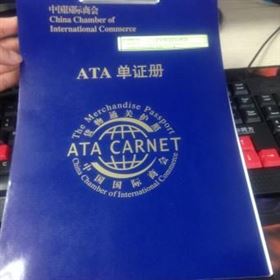 中国国际商会
China Chamber of
International Commerce
ATA 单证册
The Merchandise Passport
货物通关护照
ATA CARNET
中国国际商会
China Chamber of International Commerce